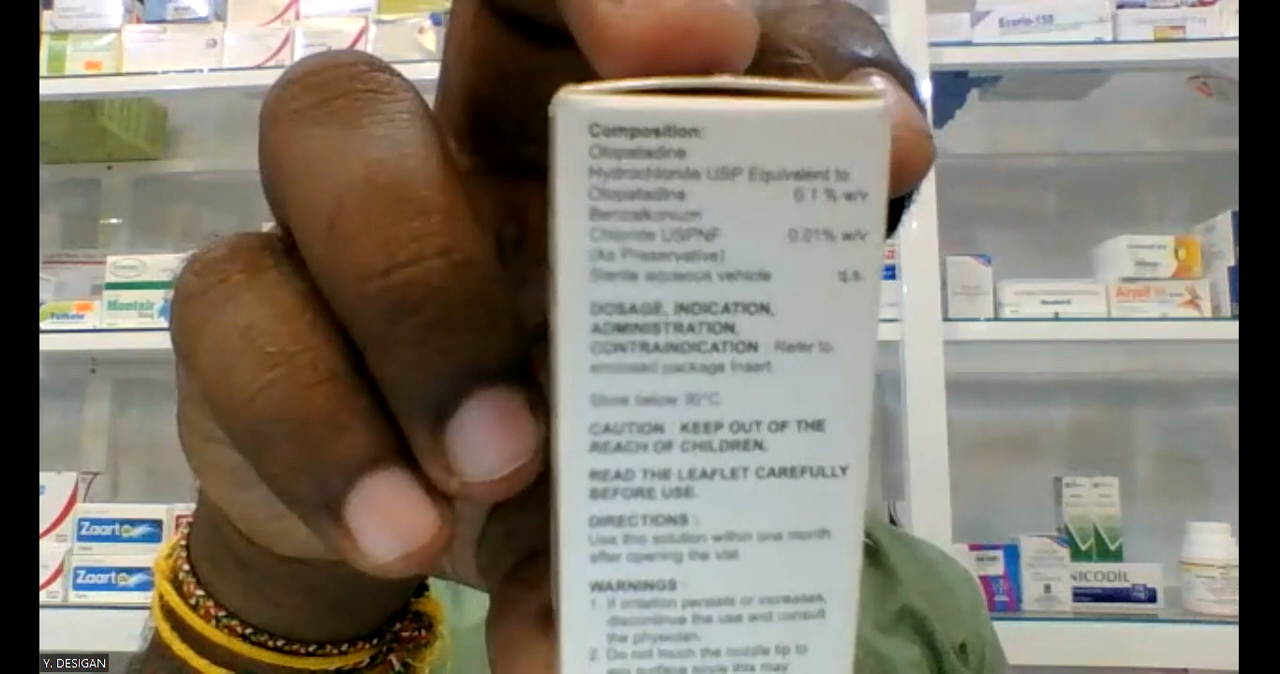 Ecorin-150
Composition:
Olopatadine
Hydrochloride USP Equivalent to
Olopatadine 0.1 % w/v
Benzalkonium
Chloride USPNF 0.01% w/v
(As Preservative)
Sterile aqueous vehicle q.s.
DOSAGE, INDICATION,
ADMINISTRATION,
CONTRAINDICATION : Refer to
enclosed package insert
Store below 30°C
CAUTION : KEEP OUT OF THE
REACH OF CHILDREN.
READ THE LEAFLET CAREFULLY
BEFORE USE.
DIRECTIONS :
Use this solution within one month
after opening the vial
WARNINGS :
1. If irritation persists or increases,
discontinue the use and consult
the physician.
2. Do not touch the nozzle tip to
any surface since this may
Montair
Zaart
Zaart
NICODIL
Y. DESIGAN